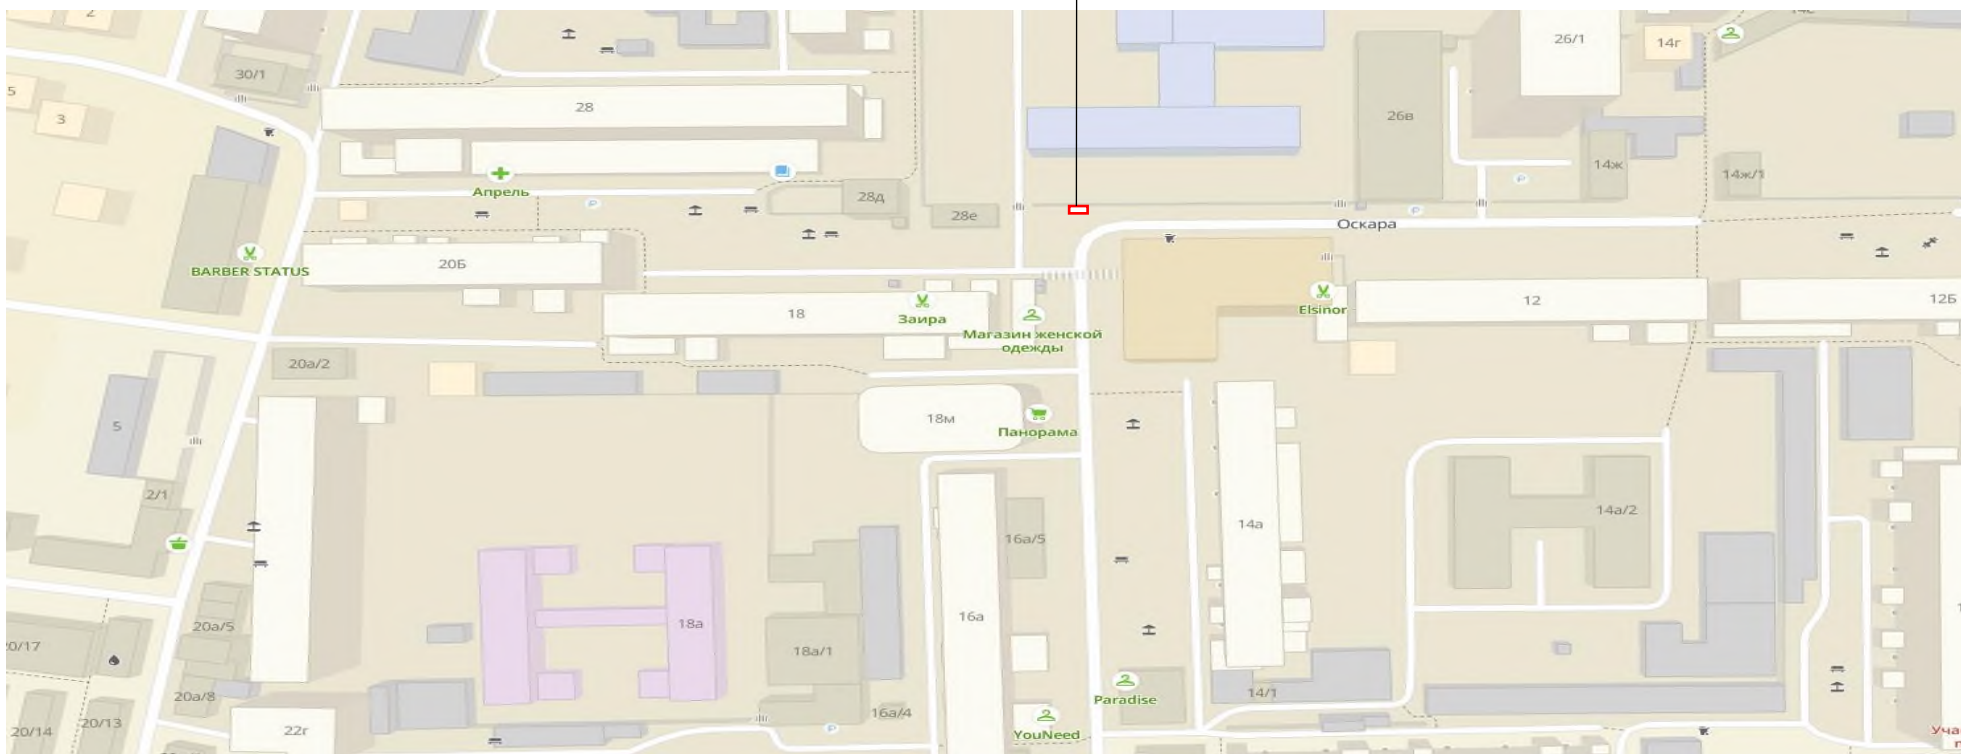 2
14с
30/1
26/1
14г
5
3
28
26в
Апрель
28д
28е
14ж
14ж/1
Оскара
BARBER STATUS
20Б
Заира
18
Магазин женской
одежды
Elsinor
12
12Б
20а/2
5
18м
Панорама
2/1
16а/5
14а
14а/2
20а/5
18а
16а
18а/1
20/17
20а/8
Paradise
14/1
20/14
20/13
22г
16а/4
YouNeed